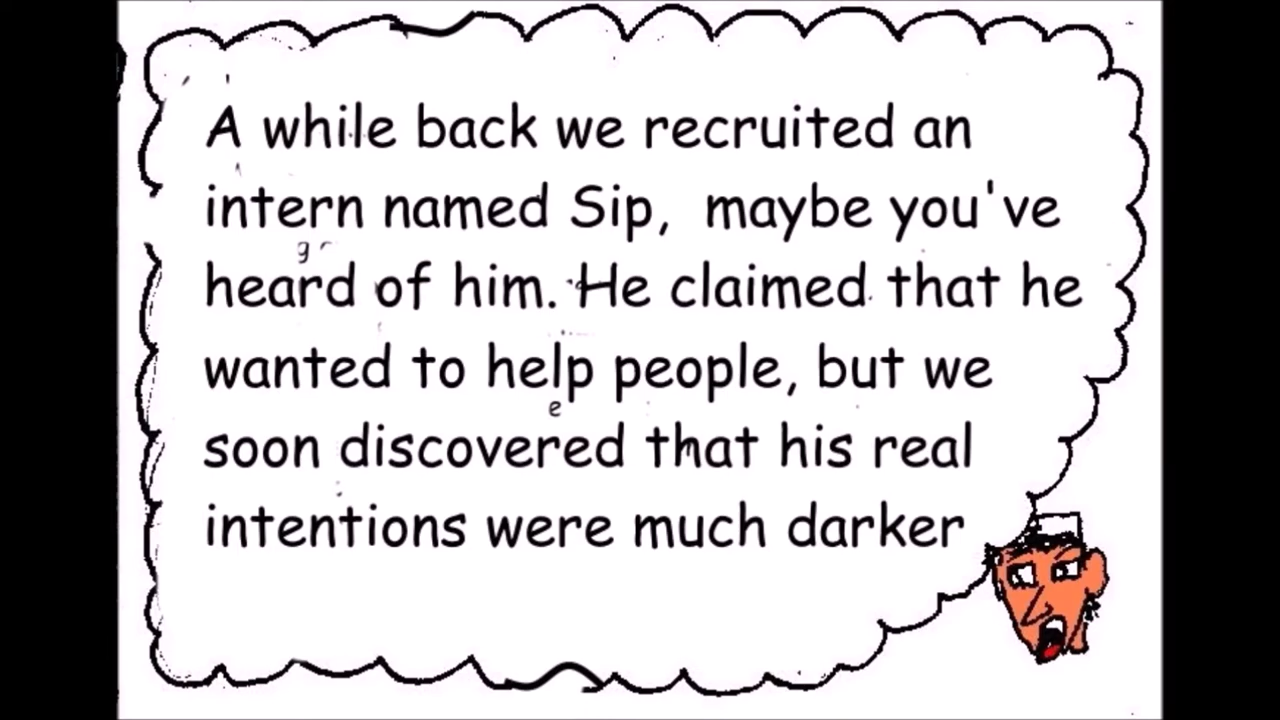 A while back we recruited an
intern named Sip, maybe you've
heard of him. He claimed that he
wanted to help people, but we
soon discovered that his real
intentions were much darker